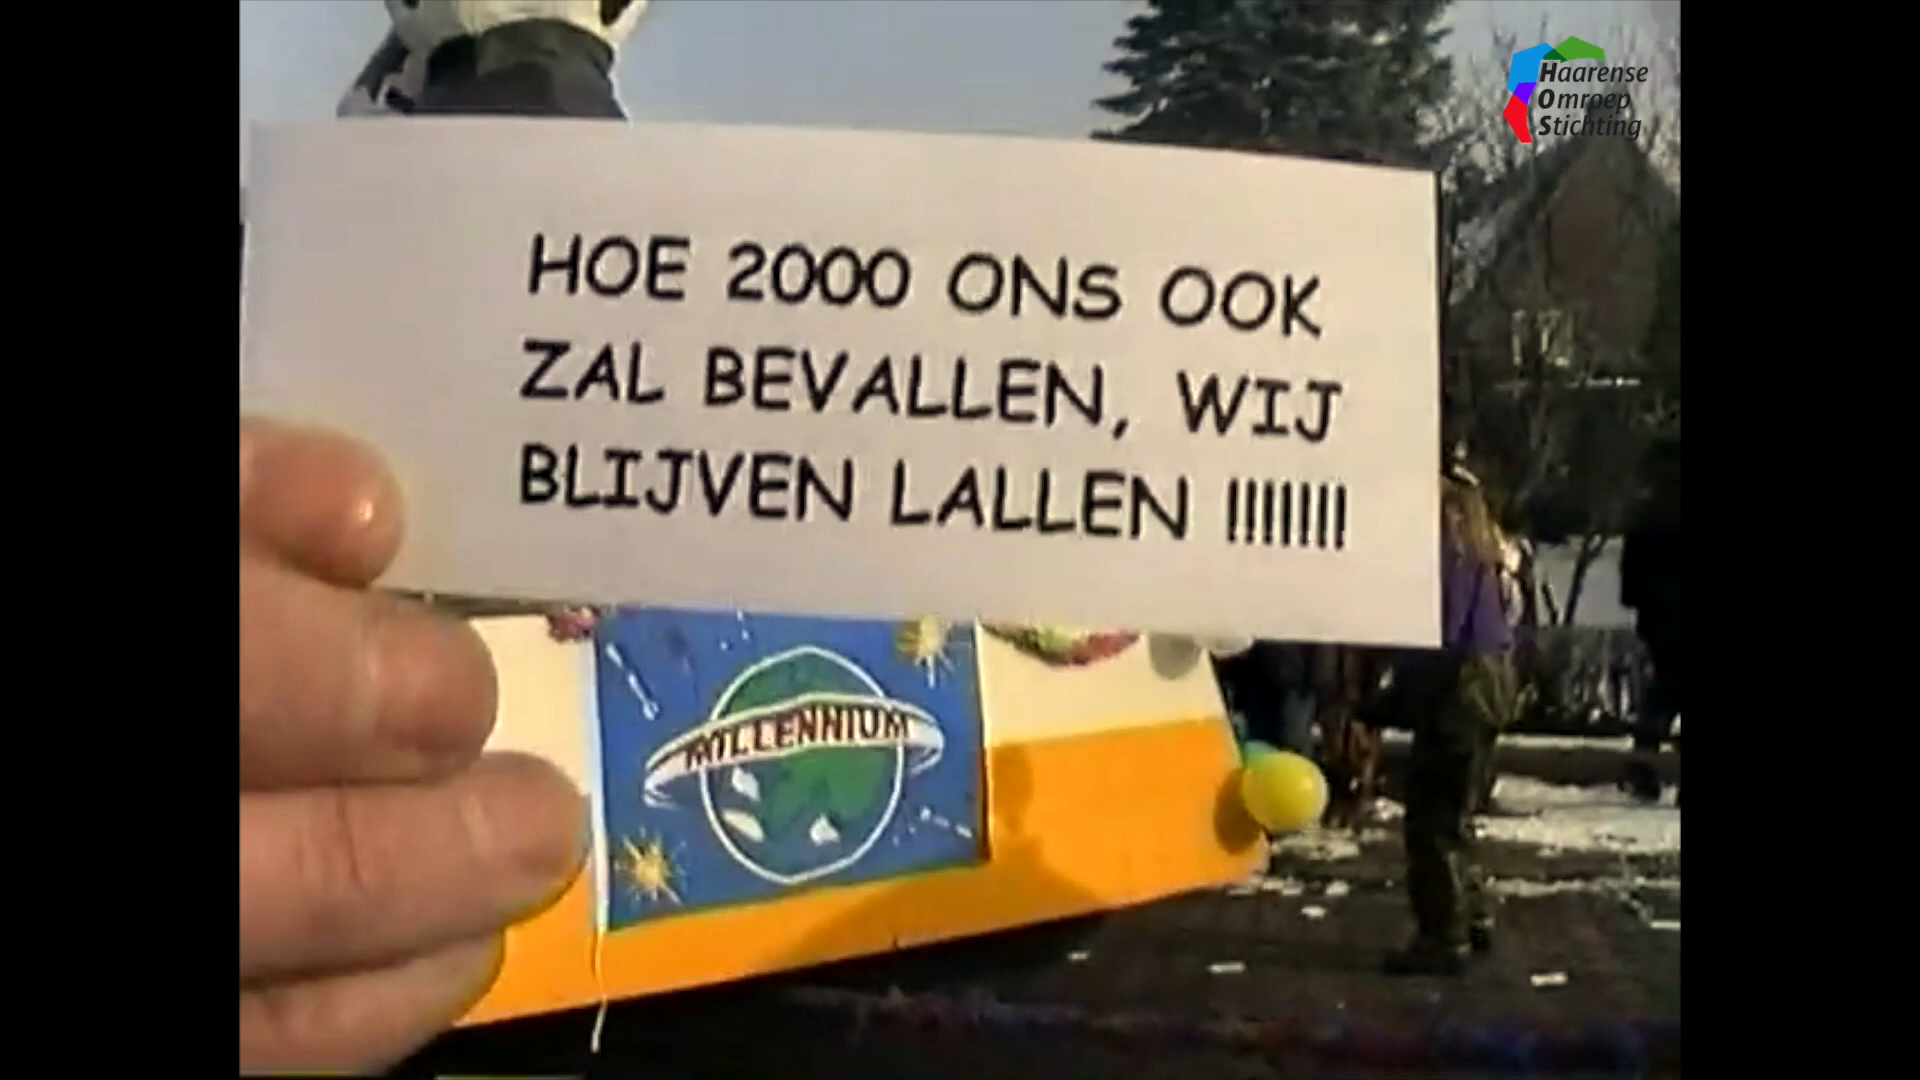 Haarense
Omroep
Stichting
HOE 2000 ONS OOK
ZAL BEVALLEN, WIJ
BLIJVEN LALLEN !!!!!!!
MILLENNIUM